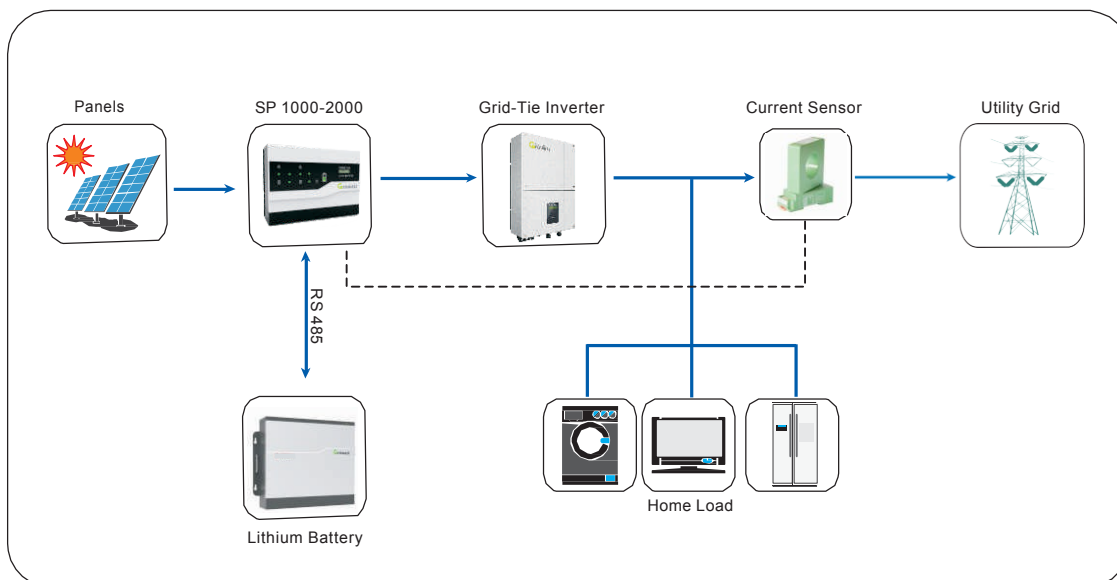 Panels
SP 1000-2000
Grid-Tie Inverter
Current Sensor
Utility Grid
RS 485
Lithium Battery
Home Load